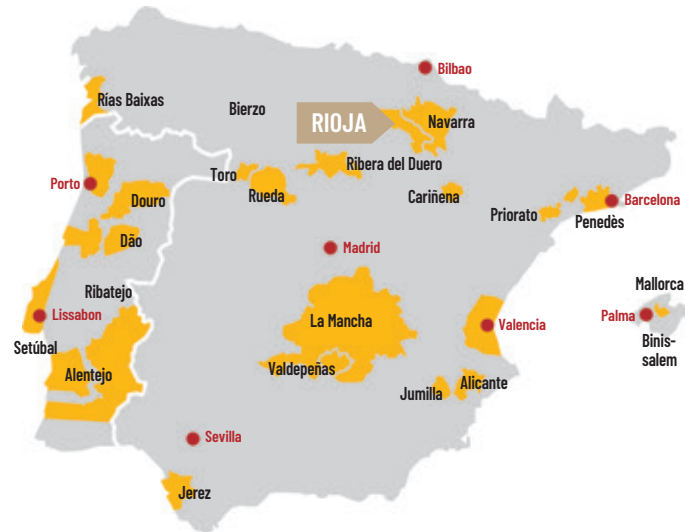 Bilbao
Rías Baixas
Bierzo
RIOJA
Navarra
Ribera del Duero
Toro
Rueda
Cariñena
Porto
Douro
Priorato
Barcelona
Penedès
Dão
Madrid
Ribatejo
Mallorca
Lissabon
La Mancha
Valencia
Palma
Binis-
salem
Setúbal
Alentejo
Valdepeñas
Jumilla
Alicante
Sevilla
Jerez